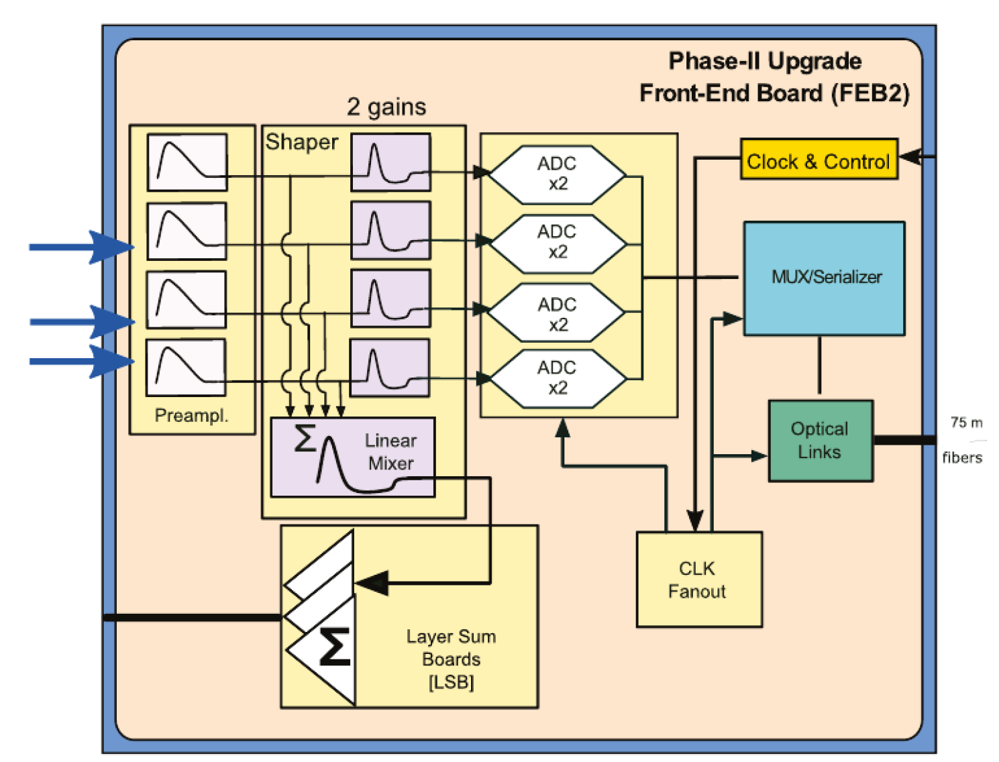 Phase-II Upgrade
Front-End Board (FEB2)
2 gains
Shaper
Preampl.
ADC
x2
ADC
x2
ADC
x2
ADC
x2
Clock & Control
MUX/Serializer
Optical
Links
75 m
fibers
Σ
Linear
Mixer
CLK
Fanout
Σ
Layer Sum
Boards
[LSB]